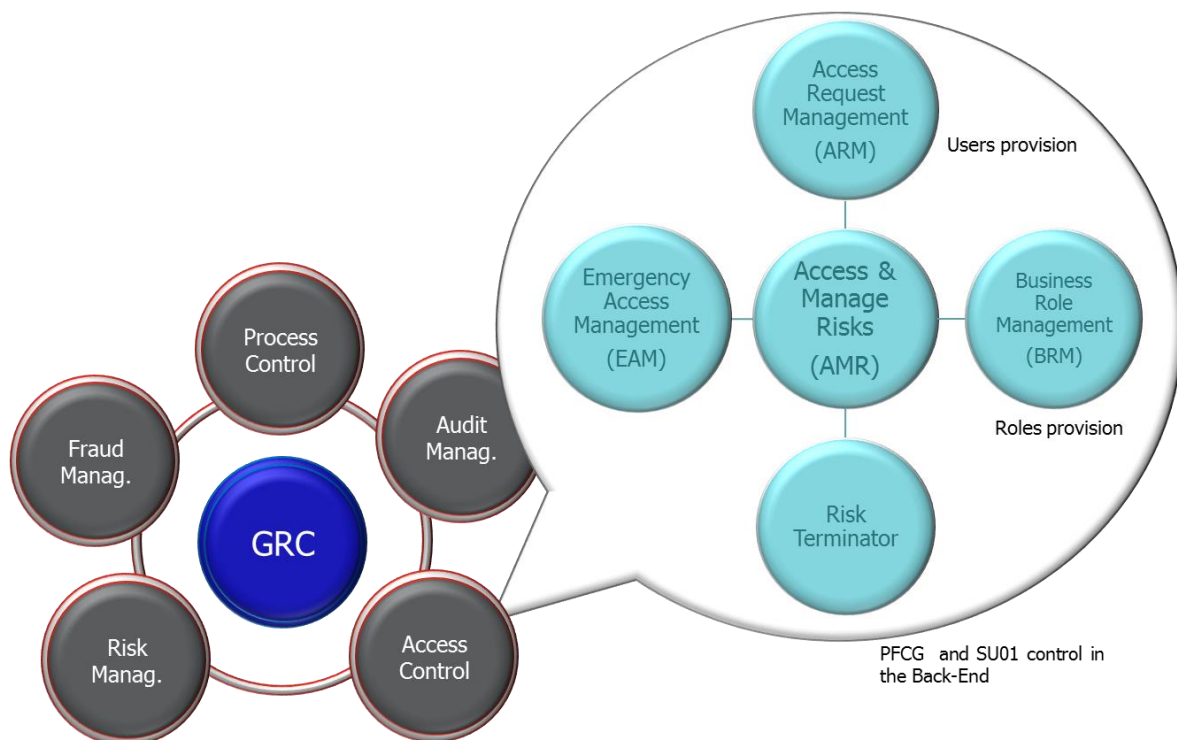 Access
Request
Management
(ARM)
Users provision
Emergency
Access
Management
(EAM)
Access &
Manage
Risks
(AMR)
Business
Role
Management
(BRM)
Roles provision
Risk
Terminator
PFCG  and SU01 control in
the Back-End
Process
Control
Audit
Manag.
Fraud
Manag.
GRC
Risk
Manag.
Access
Control